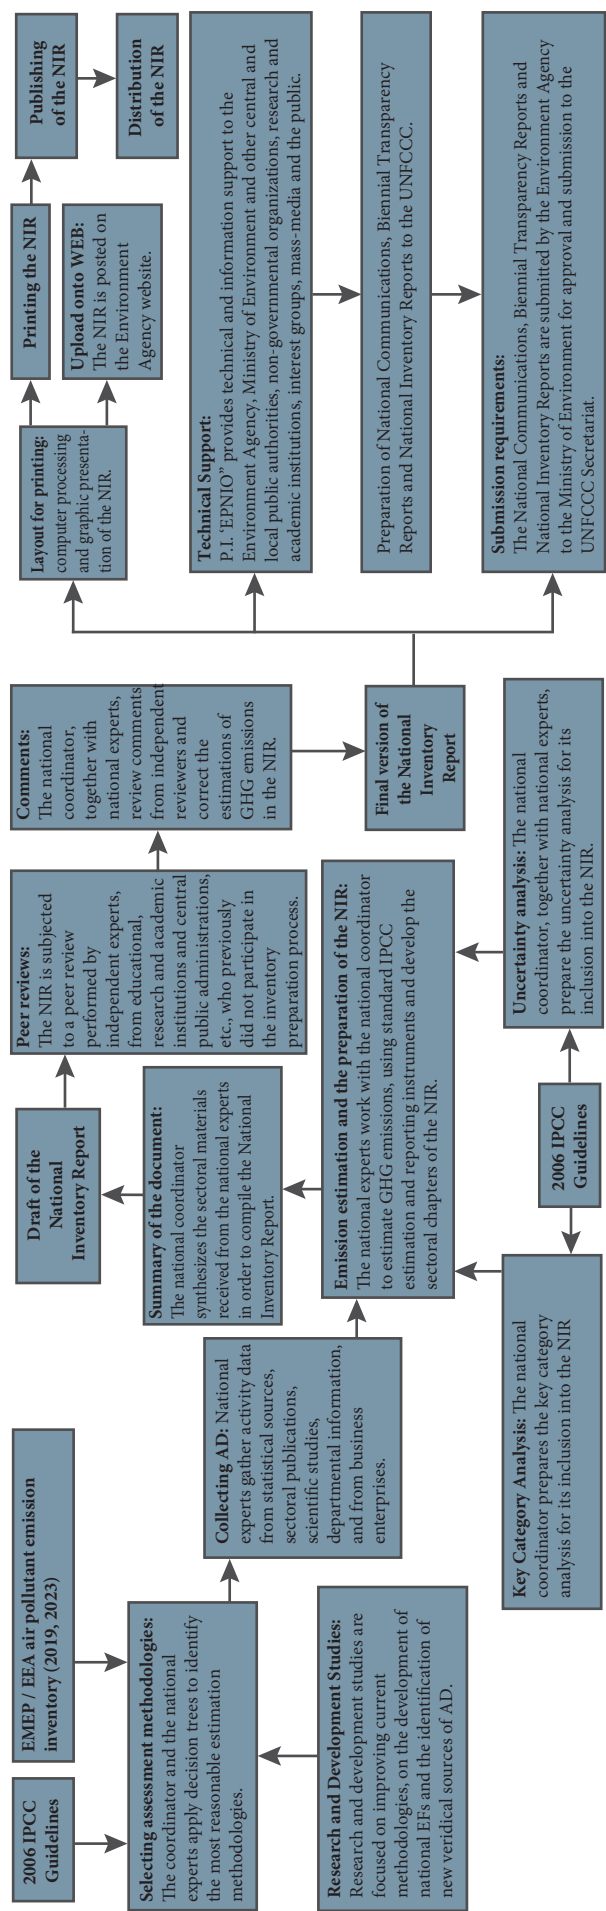 2006 IPCC
Guidelines
EMEP / EEA air pollutant emission
inventory (2019, 2023)
Selecting assessment methodologies:
The coordinator and the national
experts apply decision trees to identify
the most reasonable estimation
methodologies.
Research and Development Studies:
Research and development studies are
focused on improving current
methodologies, on the development of
national EFs and the identification of
new veridical sources of AD.
Collecting AD: National
experts gather activity data
from statistical sources,
sectoral publications,
scientific studies,
departmental information,
and from business
enterprises.
Key Category Analysis: The national
coordinator prepares the key category
analysis for its inclusion into the NIR
2006 IPCC
Guidelines
Uncertainty analysis: The national
coordinator, together with national experts,
prepare the uncertainty analysis for its
inclusion into the NIR.
Emission estimation and the preparation of the NIR:
The national experts work with the national coordinator
to estimate GHG emissions, using standard IPCC
estimation and reporting instruments and develop the
sectoral chapters of the NIR.
Summary of the document:
The national coordinator
synthesizes the sectoral materials
received from the national experts
in order to compile the National
Inventory Report.
Draft of the
National
Inventory Report
Peer reviews:
The NIR is subjected
to a peer review
performed by
independent experts,
from educational,
research and academic
institutions and central
public administrations,
etc., who previously
did not participate in
the inventory
preparation process.
Comments:
The national
coordinator,
together with
national experts,
review comments
from independent
reviewers and
correct the
estimations of
GHG emissions
in the NIR.
Final version of
the National
Inventory
Report
Layout for printing:
computer processing
and graphic presenta-
tion of the NIR.
Printing the NIR
Publishing
of the NIR
Distribution
of the NIR
Upload onto WEB:
The NIR is posted on
the Environment
Agency website.
Technical Support:
P.I. 'EPNIO" provides technical and information support to the
Environment Agency, Ministry of Environment and other central and
local public authorities, non-governmental organizations, research and
academic institutions, interest groups, mass-media and the public.
Preparation of National Communications, Biennial Transparency
Reports and National Inventory Reports to the UNFCCC.
Submission requirements:
The National Communications, Biennial Transparency Reports and
National Inventory Reports are submitted by the Environment Agency
to the Ministry of Environment for approval and submission to the
UNFCCC Secretariat.